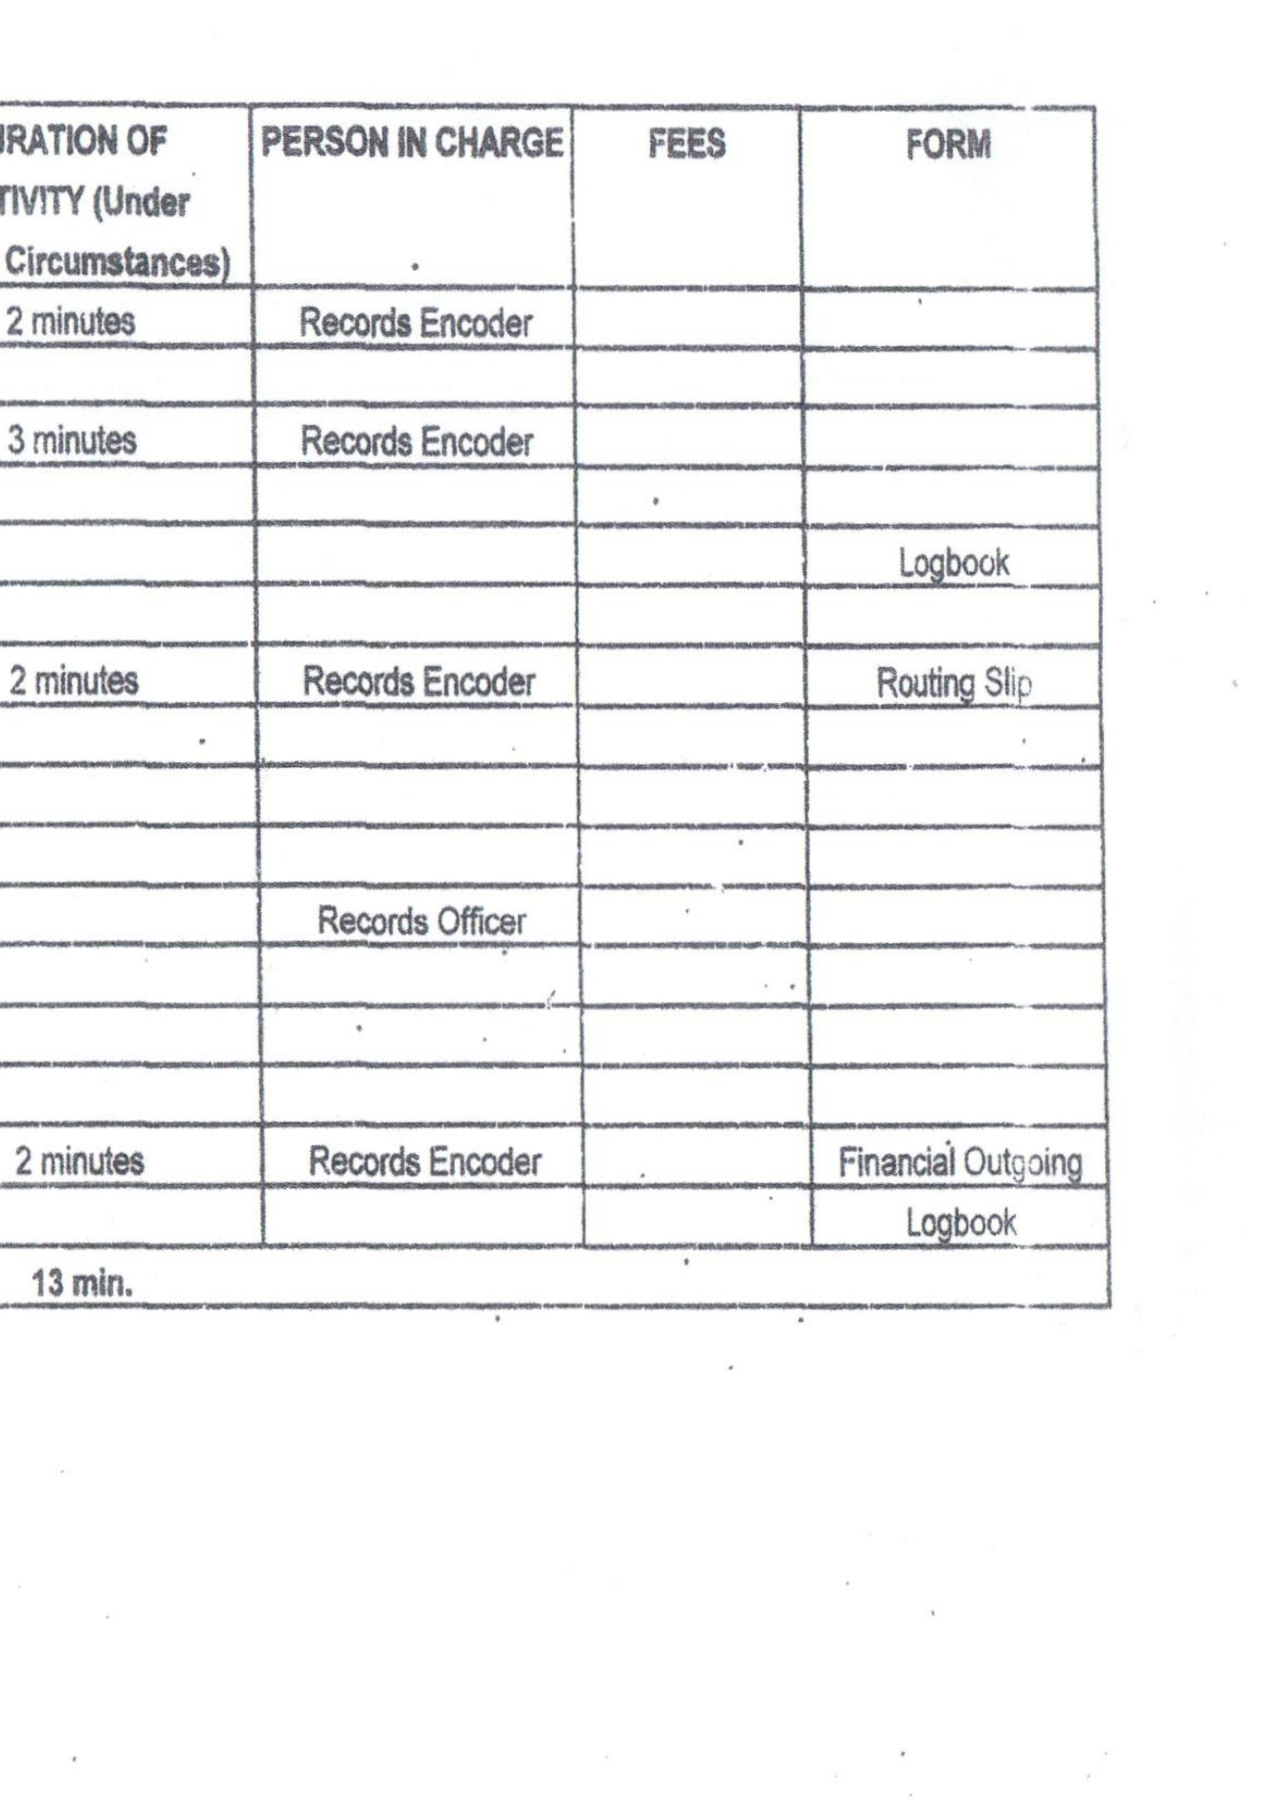 RATION OF PERSON IN CHARGE FEES FORM
TIVITY (Under
Circumstances)
2 minutes Records Encoder
3 minutes Records Encoder
Logbook
2 minutes Records Encoder Routing Slip
Records Officer
2 minutes Records Encoder Financial Outgoing
Logbook
13 min.